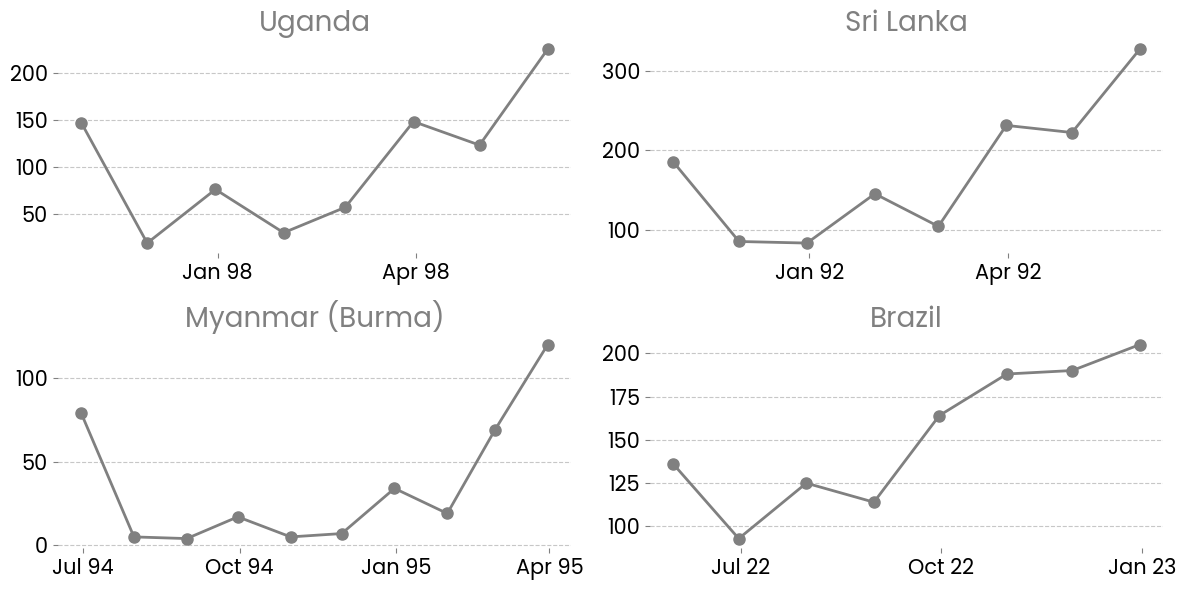 Uganda
200
150
100
50
Jan 98 Apr 98
Sri Lanka
300
200
100
Jan 92 Apr 92
Myanmar (Burma)
100
50
0
Jul 94 Oct 94 Jan 95 Apr 95
Brazil
200
175
150
125
100
Jul 22 Oct 22 Jan 23